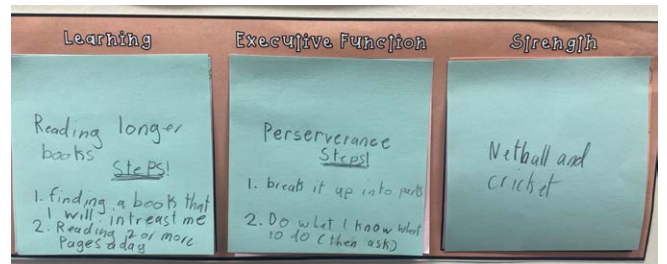 Learning
Reading longer
books
STEPS!
1. finding a book that
I will intreast me
2. Reading 2 or more
Pages a day
Executive Function
Perserverance
Steps!
1. break it up into parts
2. Do what I know what
to do (then ask)
Strength
Netball and
cricket